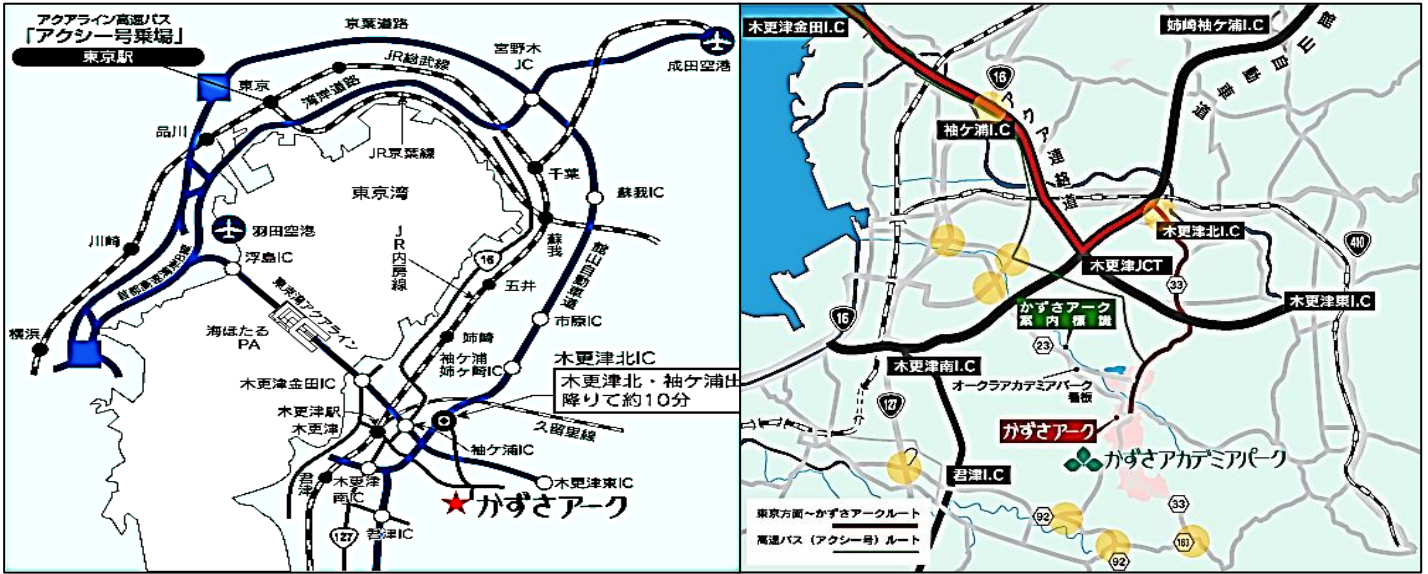 アクアライン高速バス
「アクシー号乗場」
東京駅
京葉道路
宮野木
JC
成田空港
JR総武線
湾岸道路
東京
品川
JR京葉線
千葉
東京湾
蘇我IC
川崎
羽田空港
浮島IC
首都高速湾岸B線
JR内房線
16
蘇我
館山自動車道
五井
東京湾アクアライン
海ほたる
PA
横浜
市原IC
姉崎
袖ケ浦
姉ヶ崎IC
木更津北IC
木更津北・袖ケ浦出
降りて約10分
木更津金田IC
木更津駅
木更津
久留里線
袖ケ浦IC
君津
木更津
南IC
木更津東IC
かずさアーク
127
君津IC
木更津金田I.C
姉崎袖ケ浦I.C
館山自動車道
16
袖ケ浦I.C
アクア連絡道
木更津北I.C
410
木更津JCT
33
木更津東I.C
かずさアーク
案内標識
16
23
木更津南I.C
オークラアカデミアパーク
看板
127
かずさアーク
かずさアカデミアパーク
君津I.C
東京方面〜かずさアークルート
高速バス（アクシー号）ルート
92
33
163
92